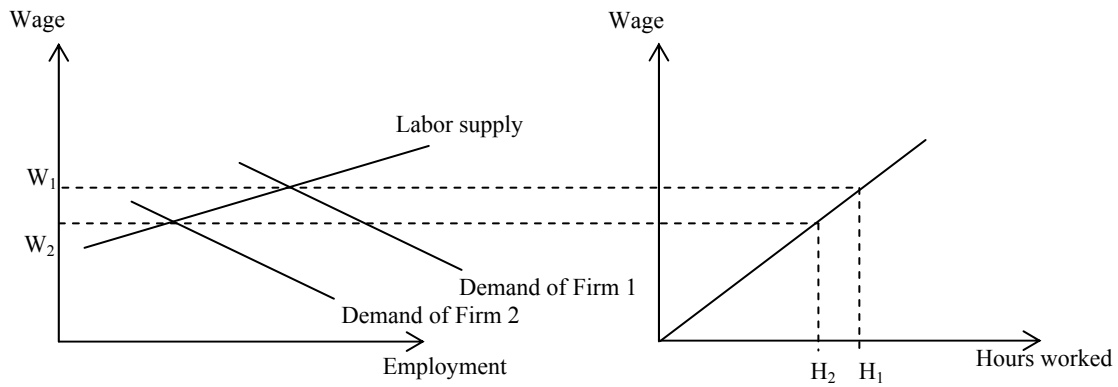 Wage
Wage
Labor supply
W₁
W₂
Demand of Firm 1
Demand of Firm 2
Employment
Hours worked
H₂ H₁